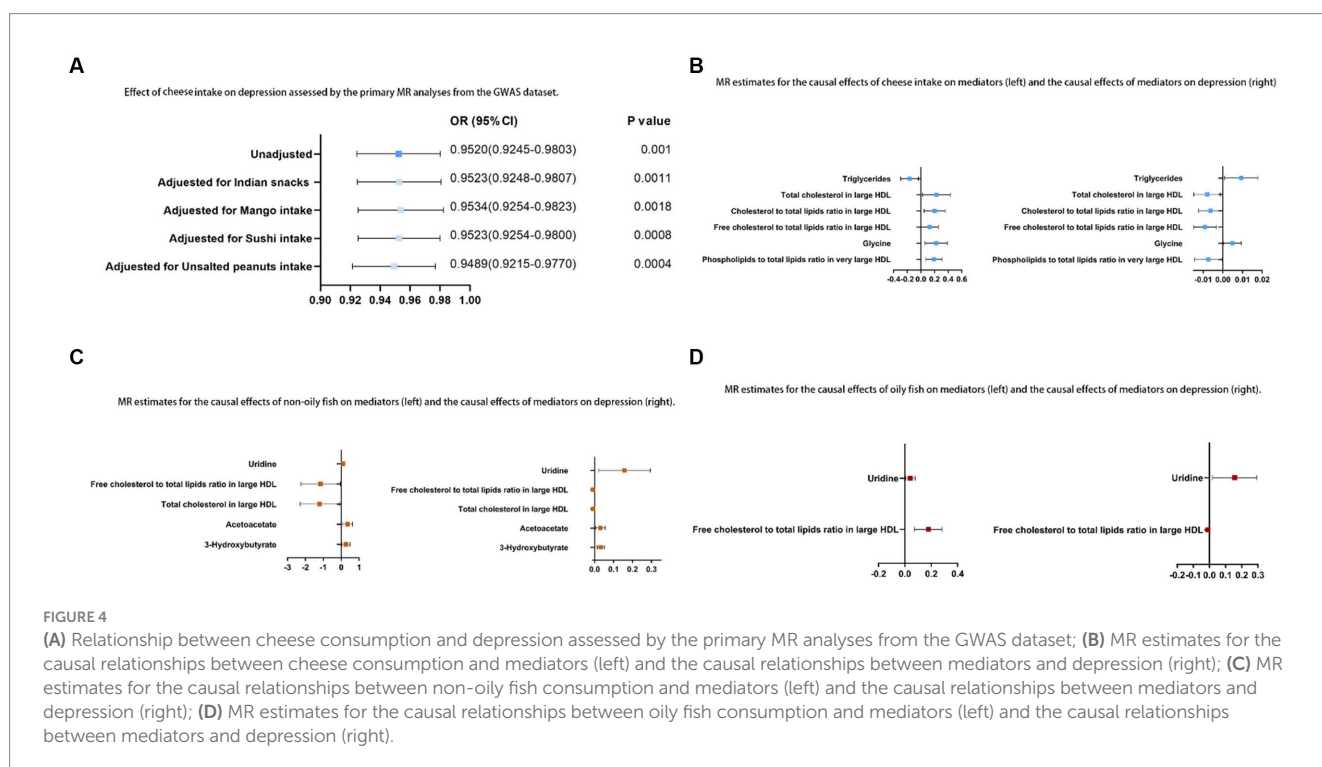 A
Effect of cheese intake on depression assessed by the primary MR analyses from the GWAS dataset.
OR (95% CI) P value
Unadjusted 0.9520(0.9245-0.9803) 0.001
Adjuested for Indian snacks 0.9523(0.9248-0.9807) 0.0011
Adjuested for Mango intake 0.9534(0.9254-0.9823) 0.0018
Adjuested for Sushi intake 0.9523(0.9254-0.9800) 0.0008
Adjuested for Unsalted peanuts intake 0.9489(0.9215-0.9770) 0.0004
0.90 0.92 0.94 0.96 0.98 1.00
B
MR estimates for the causal effects of cheese intake on mediators (left) and the causal effects of mediators on depression (right)
Triglycerides
Total cholesterol in large HDL
Cholesterol to total lipids ratio in large HDL
Free cholesterol to total lipids ratio in large HDL
Glycine
Phospholipids to total lipids ratio in very large HDL
-0.4 -0.2 0.0 0.2 0.4 0.6
Triglycerides
Total cholesterol in large HDL
Cholesterol to total lipids ratio in large HDL
Free cholesterol to total lipids ratio in large HDL
Glycine
Phospholipids to total lipids ratio in very large HDL
-0.01 0.00 0.01 0.02
C
MR estimates for the causal effects of non-oily fish on mediators (left) and the causal effects of mediators on depression (right).
Uridine
Free cholesterol to total lipids ratio in large HDL
Total cholesterol in large HDL
Acetoacetate
3-Hydroxybutyrate
-3 -2 -1 0 1
Uridine
Free cholesterol to total lipids ratio in large HDL
Total cholesterol in large HDL
Acetoacetate
3-Hydroxybutyrate
0.0 0.1 0.2 0.3
D
MR estimates for the causal effects of oily fish on mediators (left) and the causal effects of mediators on depression (right).
Uridine
Free cholesterol to total lipids ratio in large HDL
-0.2 0.0 0.2 0.4
Uridine
Free cholesterol to total lipids ratio in large HDL
-0.2 -0.1 0.0 0.1 0.2 0.3
FIGURE 4
(A) Relationship between cheese consumption and depression assessed by the primary MR analyses from the GWAS dataset; (B) MR estimates for the
causal relationships between cheese consumption and mediators (left) and the causal relationships between mediators and depression (right); (C) MR
estimates for the causal relationships between non-oily fish consumption and mediators (left) and the causal relationships between mediators and
depression (right); (D) MR estimates for the causal relationships between oily fish consumption and mediators (left) and the causal relationships
between mediators and depression (right).